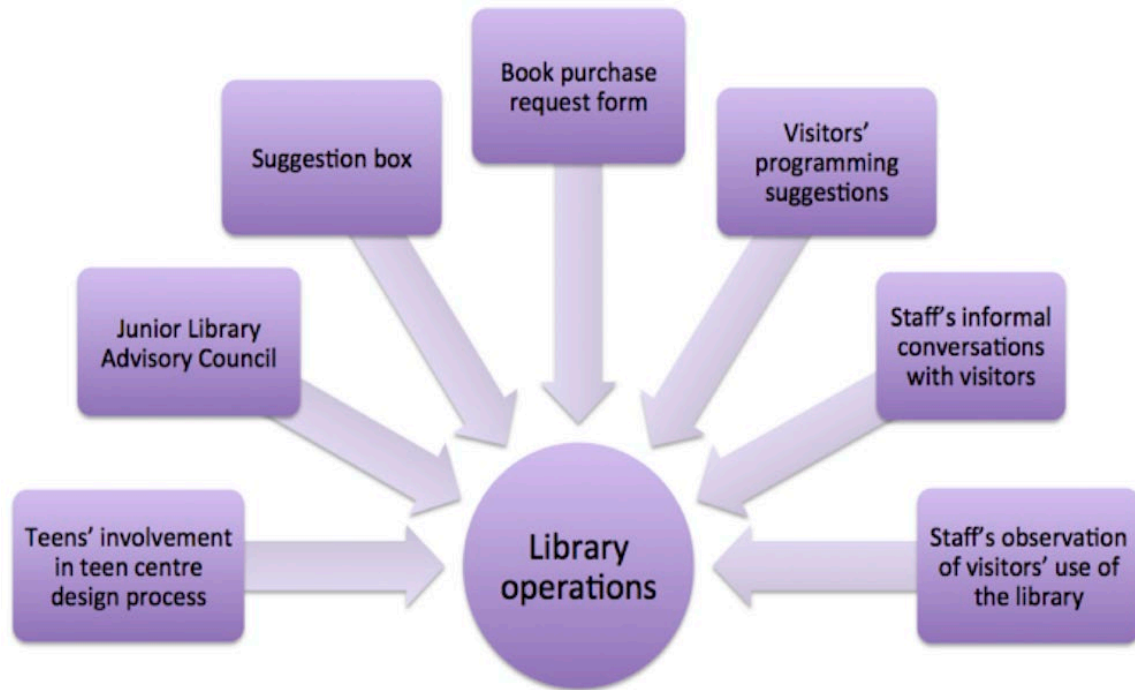 Book purchase
request form
Suggestion box
Visitors'
programming
suggestions
Junior Library
Advisory Council
Staff's informal
conversations
with visitors
Teens' involvement
in teen centre
design process
Library
operations
Staff's observation
of visitors' use of
the library